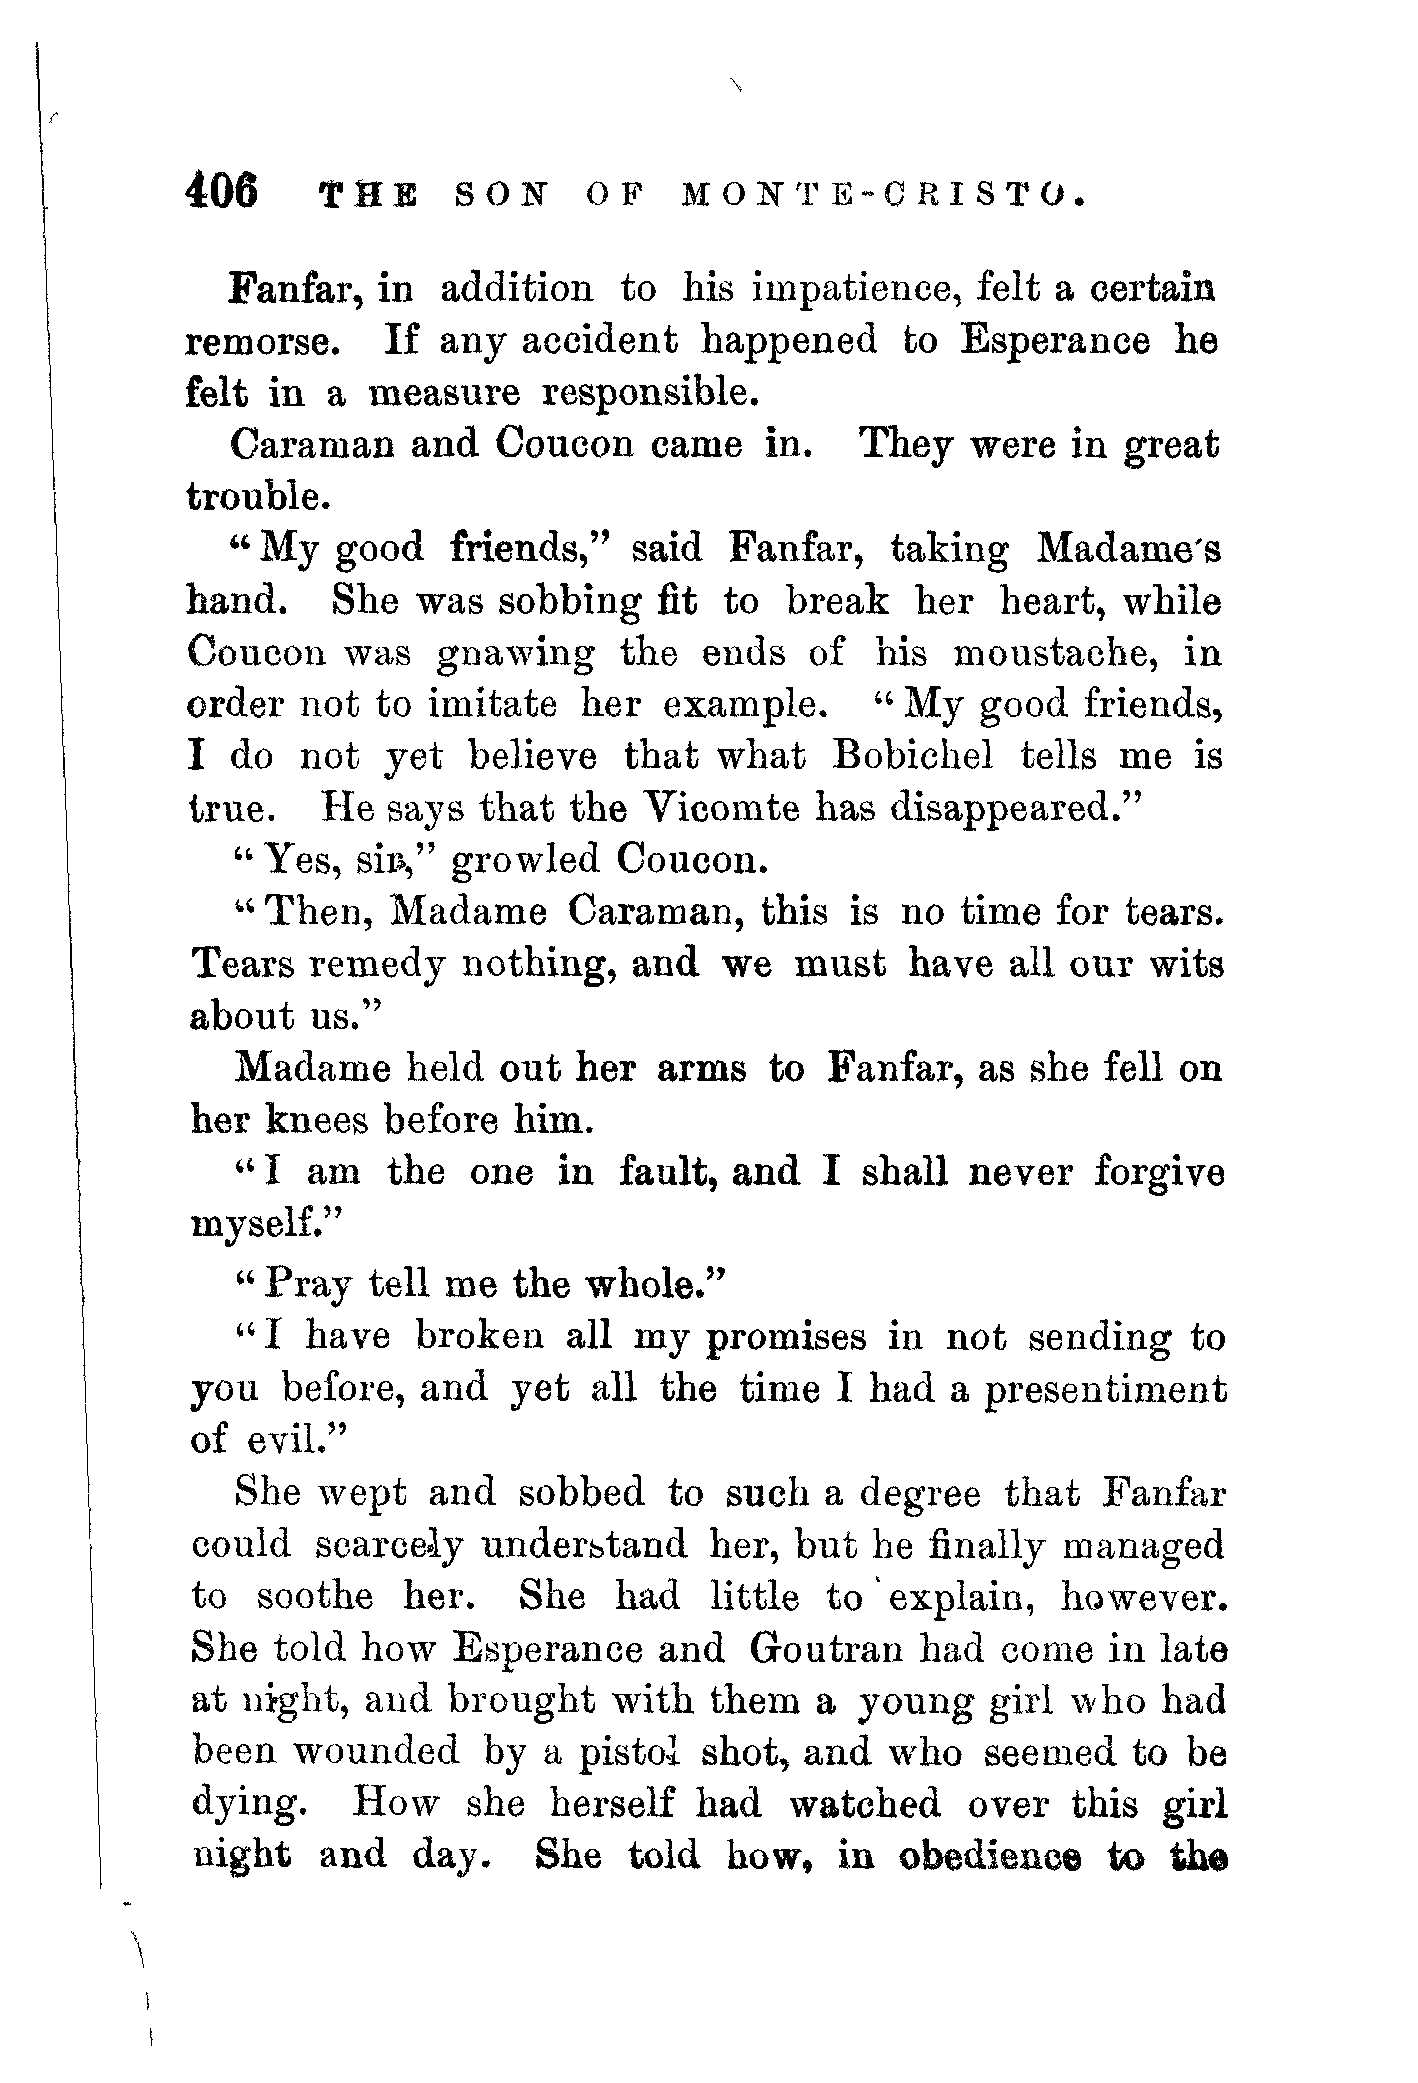 406 THE SON OF MONTE-CRISTO.
Fanfar, in addition to his impatience, felt a certain
remorse. If any accident happened to Esperance he
felt in a measure responsible.
Caraman and Coucon came in. They were in great
trouble.
“My good friends,” said Fanfar, taking Madame's
hand. She was sobbing fit to break her heart, while
Coucon was gnawing the ends of his moustache, in
order not to imitate her example. “My good friends,
I do not yet believe that what Bobichel tells me is
true. He says that the Vicomte has disappeared.”
“Yes, sir,” growled Coucon.
“Then, Madame Caraman, this is no time for tears.
Tears remedy nothing, and we must have all our wits
about us.”
Madame held out her arms to Fanfar, as she fell on
her knees before him.
“I am the one in fault, and I shall never forgive
myself.”
“Pray tell me the whole.”
“I have broken all my promises in not sending to
you before, and yet all the time I had a presentiment
of evil.”
She wept and sobbed to such a degree that Fanfar
could scarcely understand her, but he finally managed
to soothe her. She had little to explain, however.
She told how Esperance and Goutran had come in late
at night, and brought with them a young girl who had
been wounded by a pistol shot, and who seemed to be
dying. How she herself had watched over this girl
night and day. She told how, in obedience to the